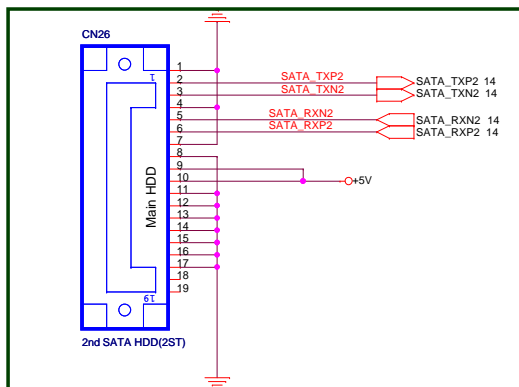 CN26
1
1
2
SATA_TXP2
SATA_TXP2 14
3
SATA_TXN2
SATA_TXN2 14
4
5
SATA_RXN2
SATA_RXN2 14
6
SATA_RXP2
SATA_RXP2 14
7
8
9
10
+5V
11
Main HDD
12
13
14
15
16
17
18
19
19
2nd SATA HDD(2ST)